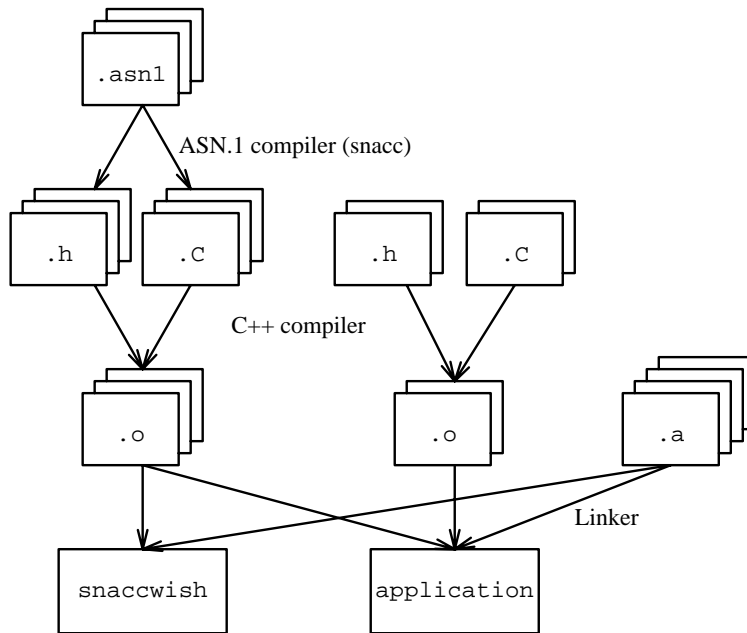 .asn1
ASN.1 compiler (snacc)
.h
.C
.h
.C
C++ compiler
.o
.o
.a
Linker
snaccwish
application